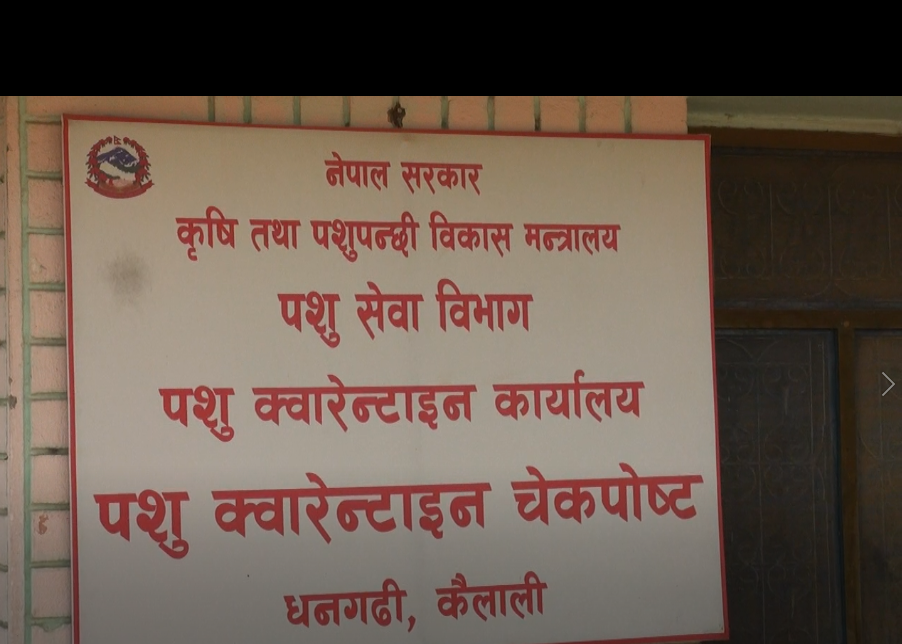 नेपाल सरकार
कृषि तथा पशुपन्छी विकास मन्त्रालय
पशु सेवा विभाग
पशु क्वारेन्टाइन कार्यालय
पशु क्वारेन्टाइन चेकपोष्ट
धनगढी, कैलाली